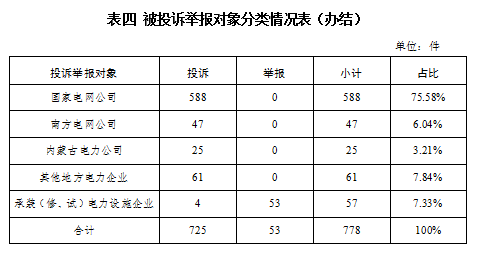 表四 被投诉举报对象分类情况表（办结）
单位：件
投诉举报对象 投诉 举报 小计 占比
国家电网公司 588 0 588 75.58%
南方电网公司 47 0 47 6.04%
内蒙古电力公司 25 0 25 3.21%
其他地方电力企业 61 0 61 7.84%
承装（修、试）电力设施企业 4 53 57 7.33%
合计 725 53 778 100%